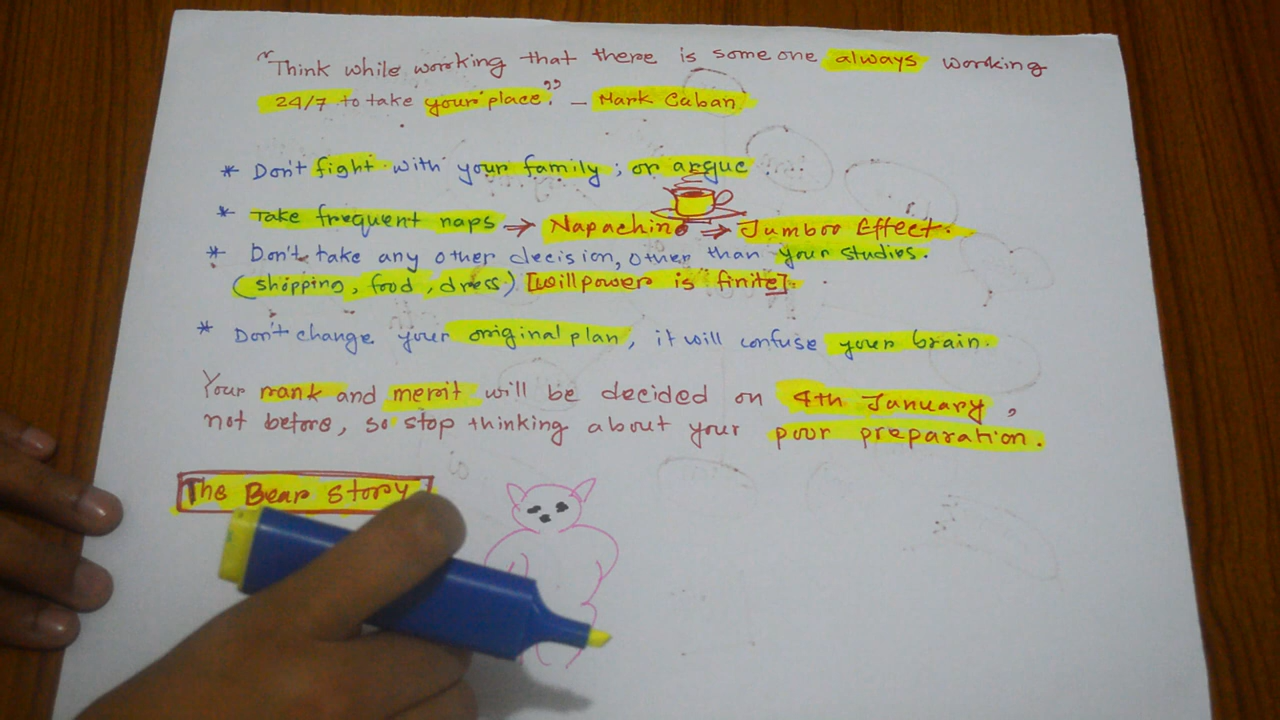 "Think while working that there is some one always working
24/7 to take your place." - Mark Caban
* Don't fight with your family; or argue
* Take frequent naps → Napachino → Jumboo Effect.
* Don't take any other decision, other than your studies.
(shopping, food, dress) [willpower is finite].
* Don't change your original plan, it will confuse your brain.
Your rank and merit will be decided on 4th January,
not before, so stop thinking about your poor preparation.
The Bear Story